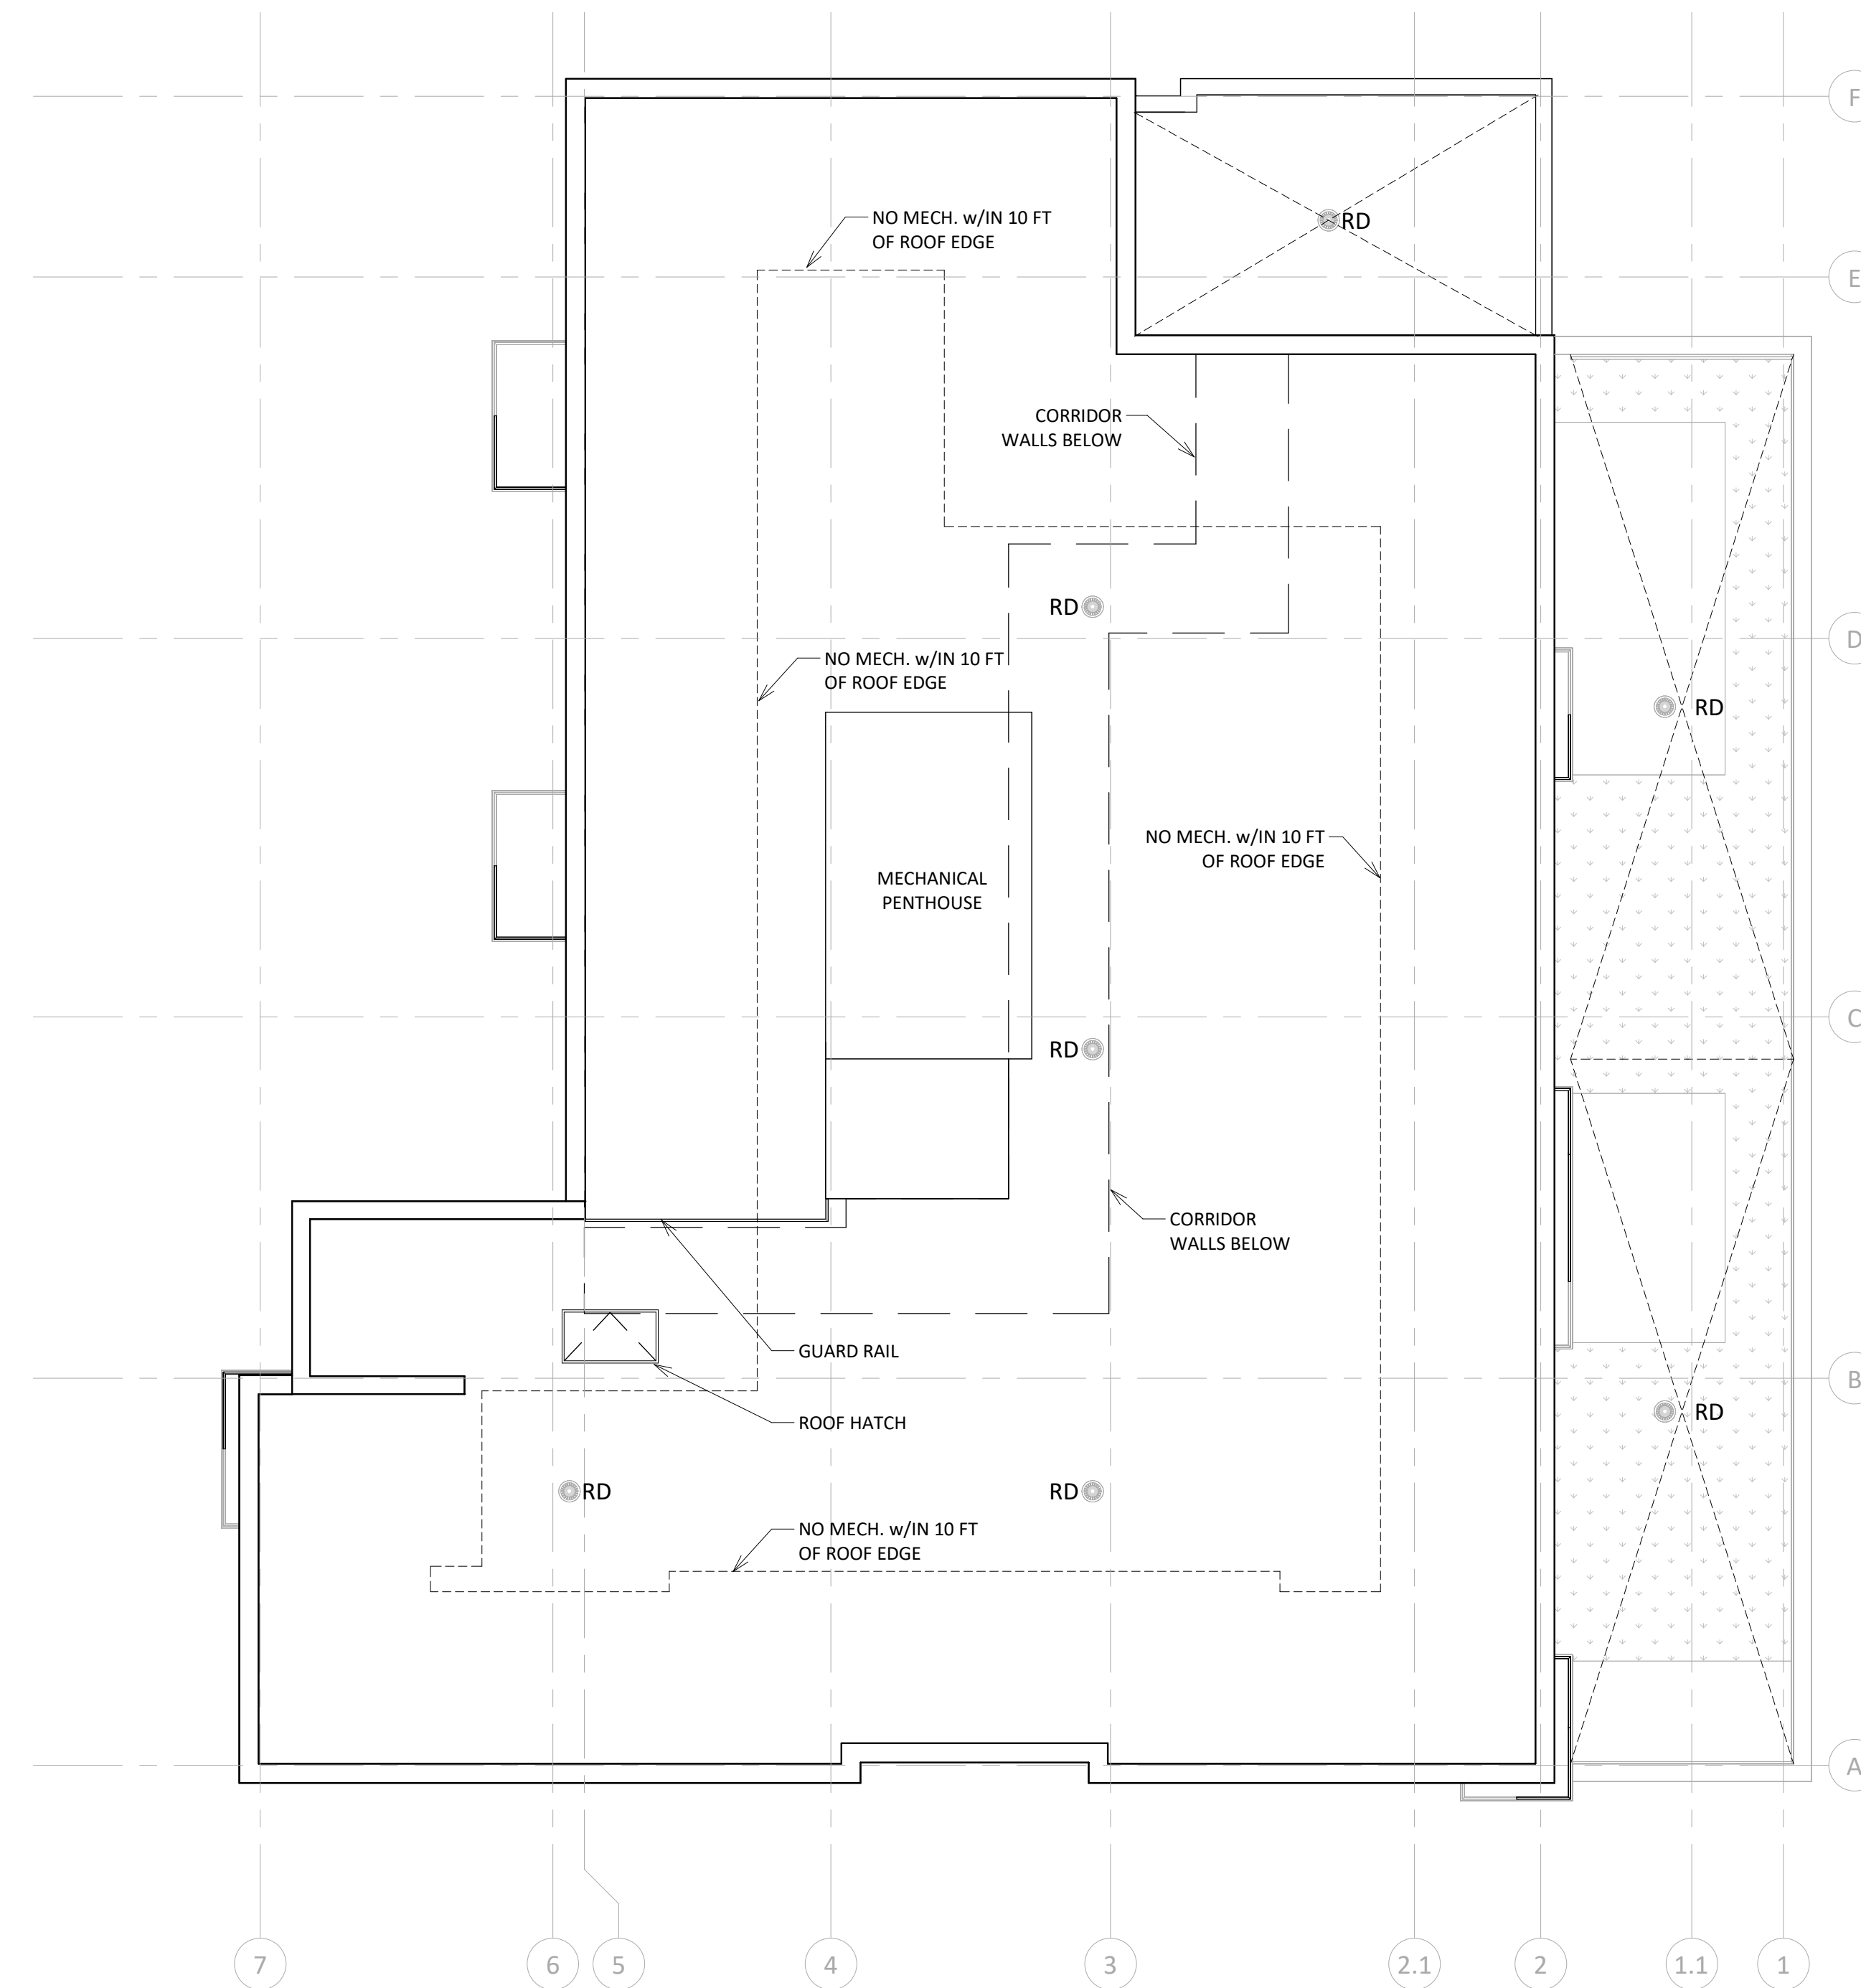 F
NO MECH. w/IN 10 FT
OF ROOF EDGE
RD
E
CORRIDOR
WALLS BELOW
RD
D
NO MECH. w/IN 10 FT
OF ROOF EDGE
RD
NO MECH. w/IN 10 FT
OF ROOF EDGE
MECHANICAL
PENTHOUSE
C
RD
CORRIDOR
WALLS BELOW
GUARD RAIL
B
RD
ROOF HATCH
RD
RD
NO MECH. w/IN 10 FT
OF ROOF EDGE
A
7
6
5
4
3
2.1
2
1.1
1